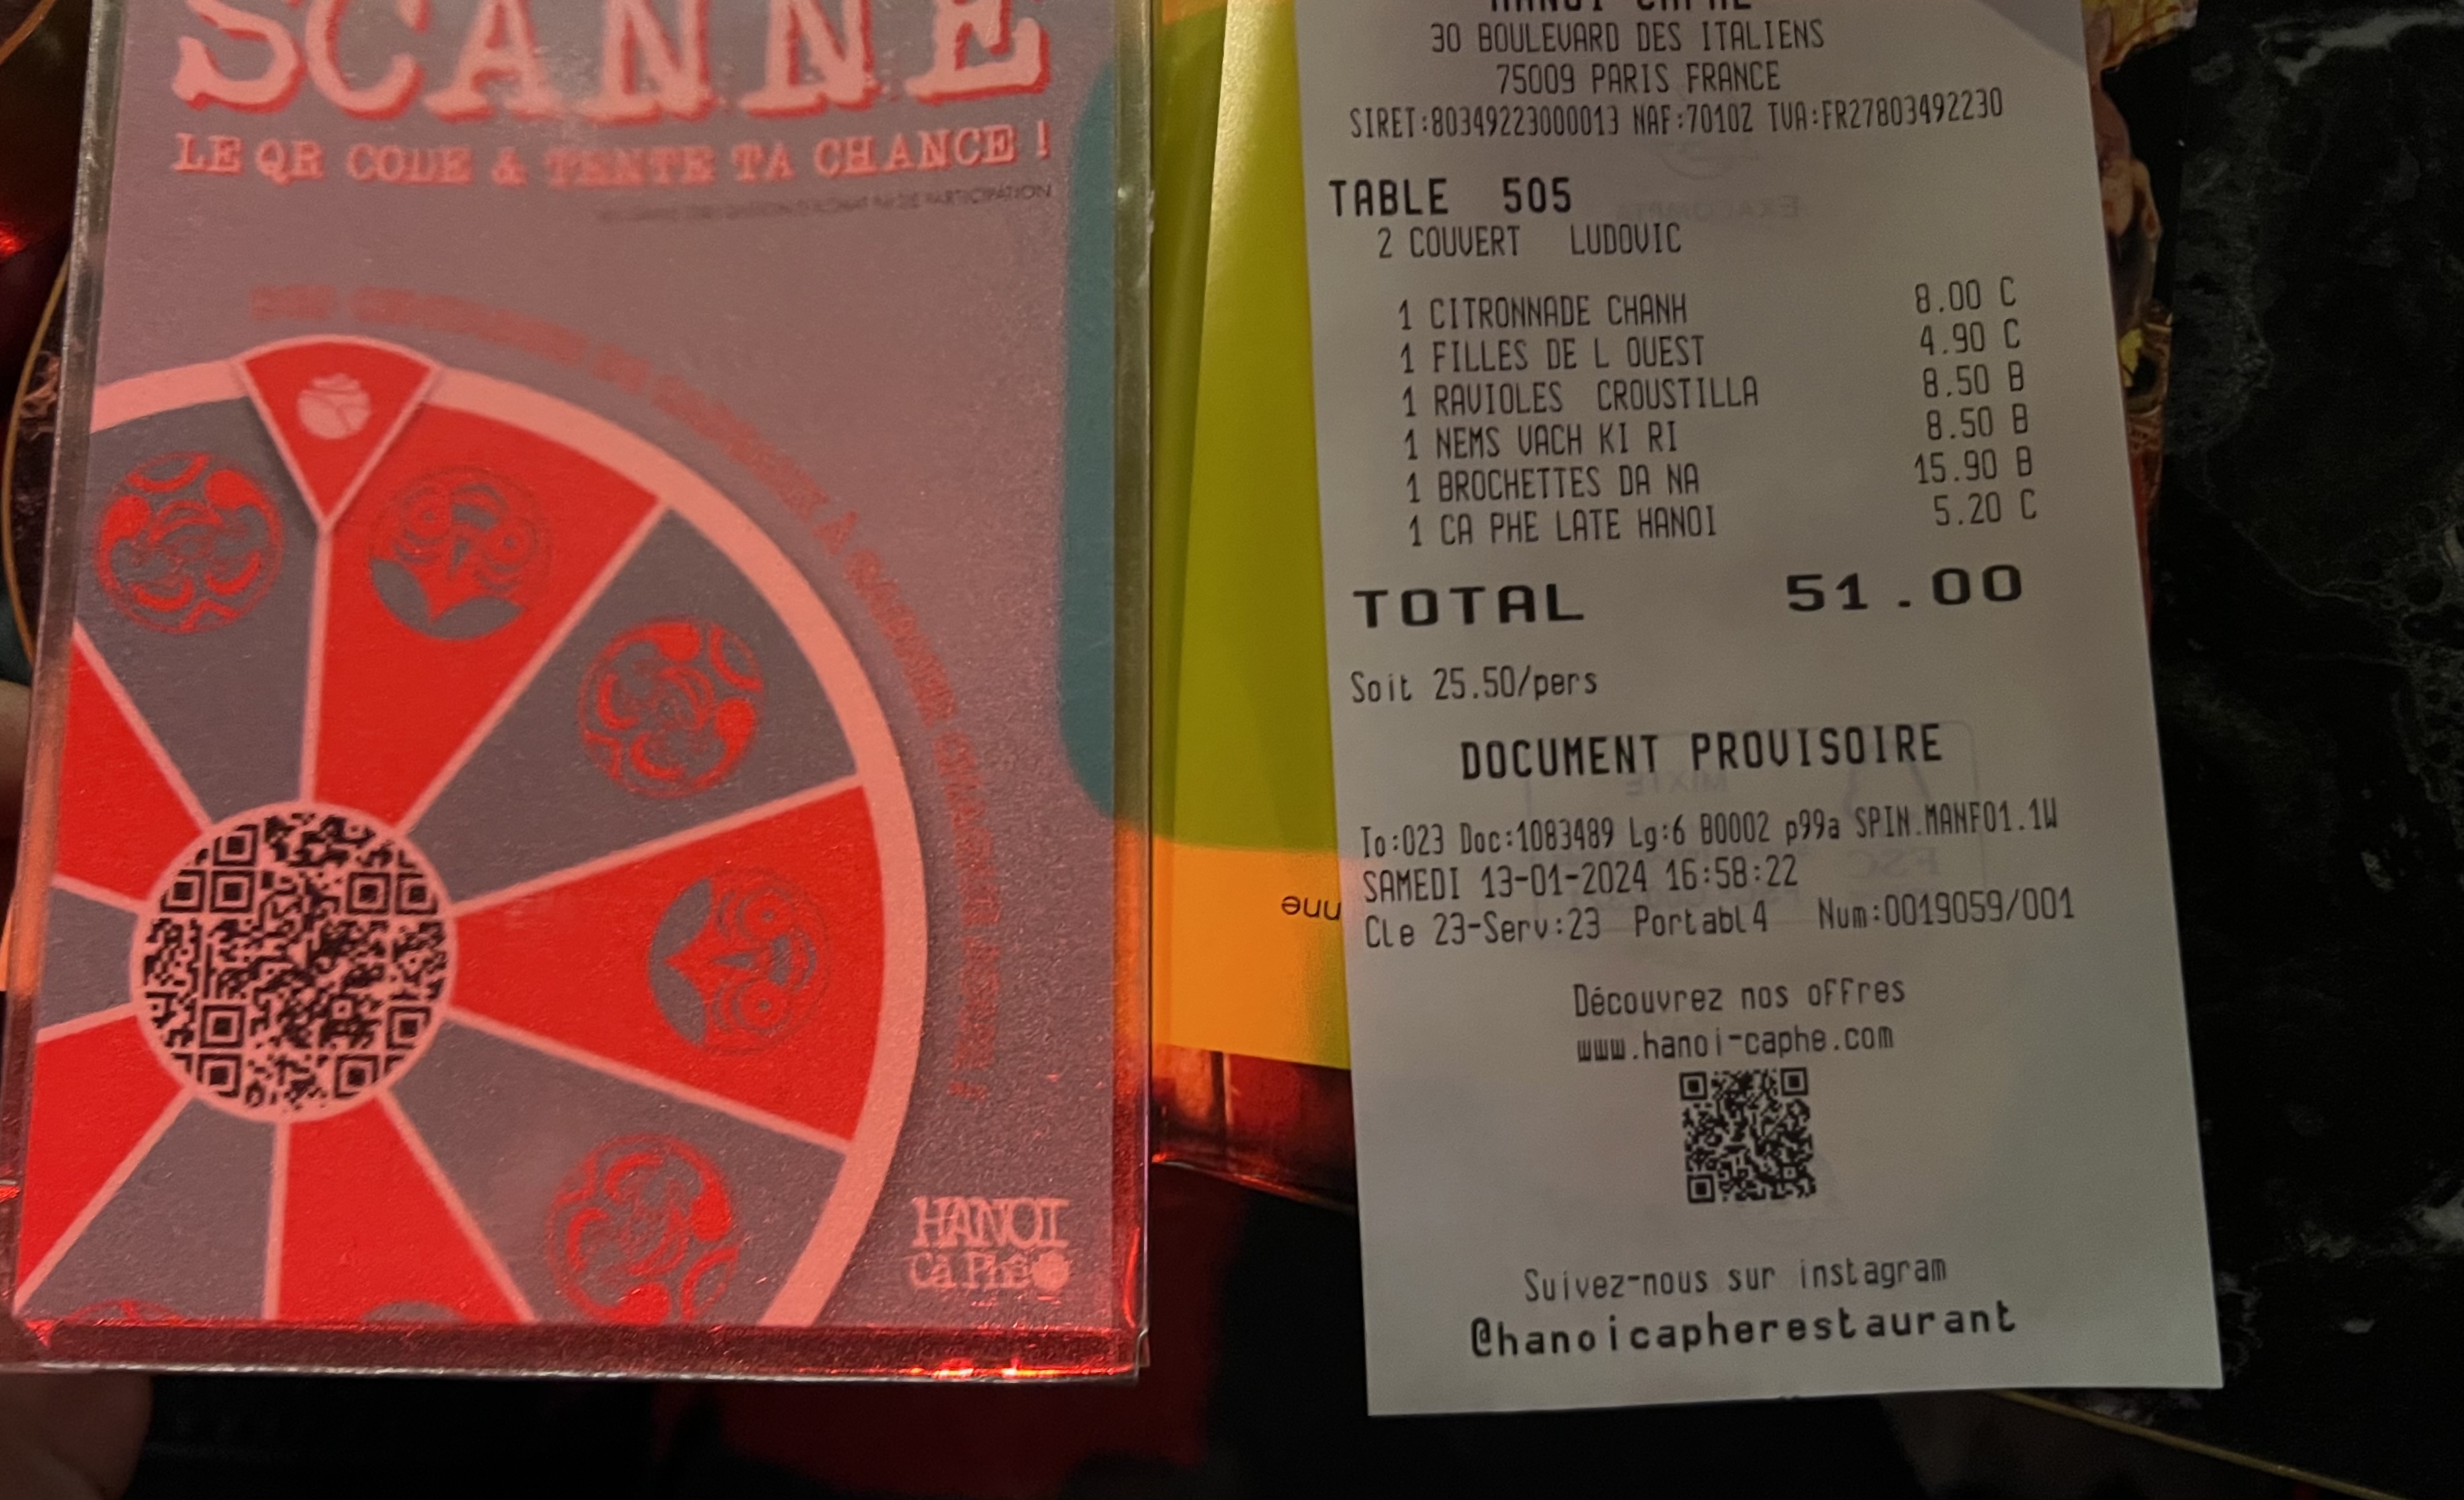 SCANNE
LE QR CODE & TENTE TA CHANCE !
HANOI
Cà Phê
HANOI CAPHE
30 BOULEVARD DES ITALIENS
75009 PARIS FRANCE
SIRET:80349223000013 NAF:7010Z TVA:FR27803492230
TABLE 505
2 COUVERT LUDOVIC
1 CITRONNADE CHANH 8.00 C
1 FILLES DE L OUEST 4.90 C
1 RAVIOLES CROUSTILLA 8.50 B
1 NEMS VACH KI RI 8.50 B
1 BROCHETTES DA NA 15.90 B
1 CA PHE LATE HANOI 5.20 C
TOTAL 51.00
Soit 25.50/pers
DOCUMENT PROVISOIRE
To:023 Doc:1083489 Lg:6 B0002 p99a SPIN.MANF01.1W
SAMEDI 13-01-2024 16:58:22
Cle 23-Serv:23 Portabl4 Num:0019059/001
Découvrez nos offres
www.hanoi-caphe.com
Suivez-nous sur instagram
@hanoicapherestaurant